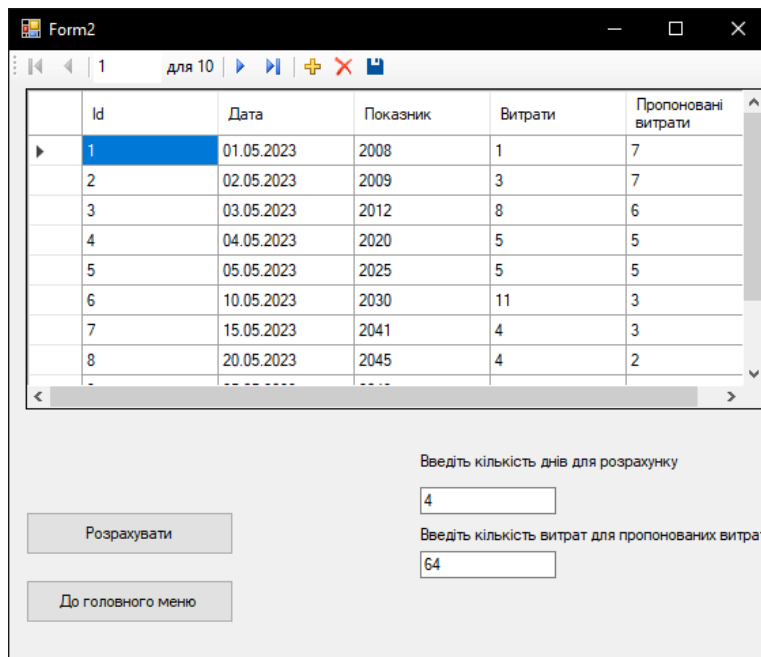 Form2
1 для 10
Id Дата Показник Витрати Пропоновані витрати
1 01.05.2023 2008 1 7
2 02.05.2023 2009 3 7
3 03.05.2023 2012 8 6
4 04.05.2023 2020 5 5
5 05.05.2023 2025 5 5
6 10.05.2023 2030 11 3
7 15.05.2023 2041 4 3
8 20.05.2023 2045 4 2
Введіть кількість днів для розрахунку
4
Розрахувати
Введіть кількість витрат для пропонованих витрат
64
До головного меню